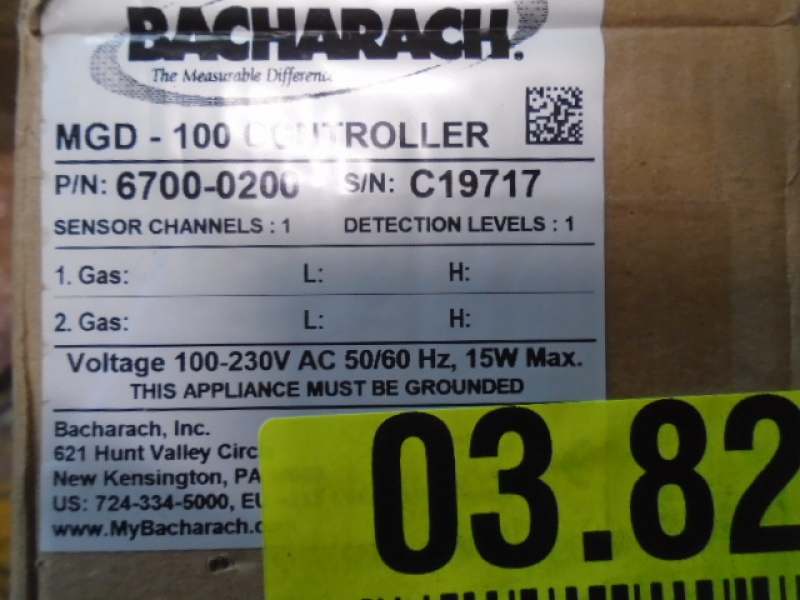 BACHARACH.
The Measurable Difference
MGD - 100 CONTROLLER
P/N: 6700-0200 S/N: C19717
SENSOR CHANNELS : 1 DETECTION LEVELS : 1
1. Gas: L: H:
2. Gas: L: H:
Voltage 100-230V AC 50/60 Hz, 15W Max.
THIS APPLIANCE MUST BE GROUNDED
Bacharach, Inc.
621 Hunt Valley Circ
New Kensington, PA
US: 724-334-5000, EU
www.MyBacharach.c
03.82